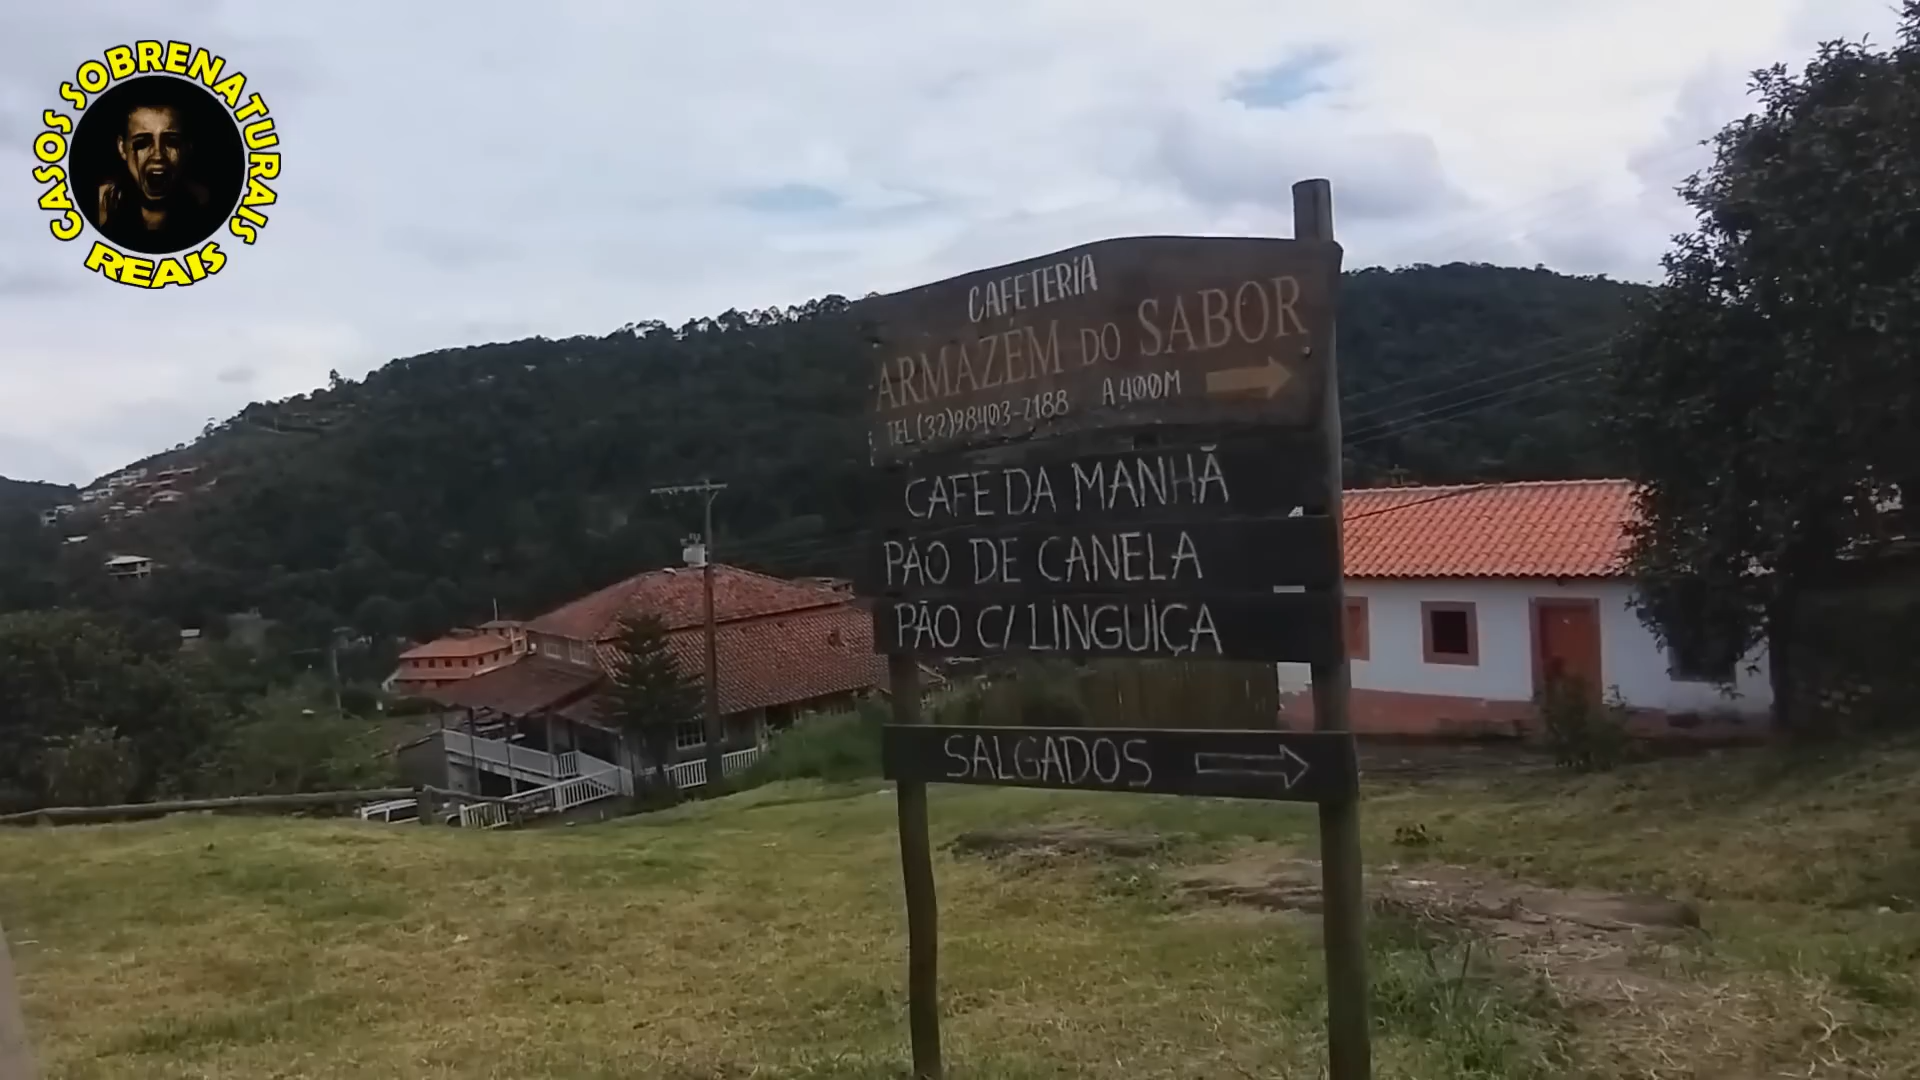 CASOS SOBRENATURAIS
REAIS
CAFETERIA
ARMAZÉM DO SABOR
TEL (32)98403-2188 A 400M
CAFE DA MANHÃ
PÃO DE CANELA
PÃO C/ LINGUIÇA
SALGADOS